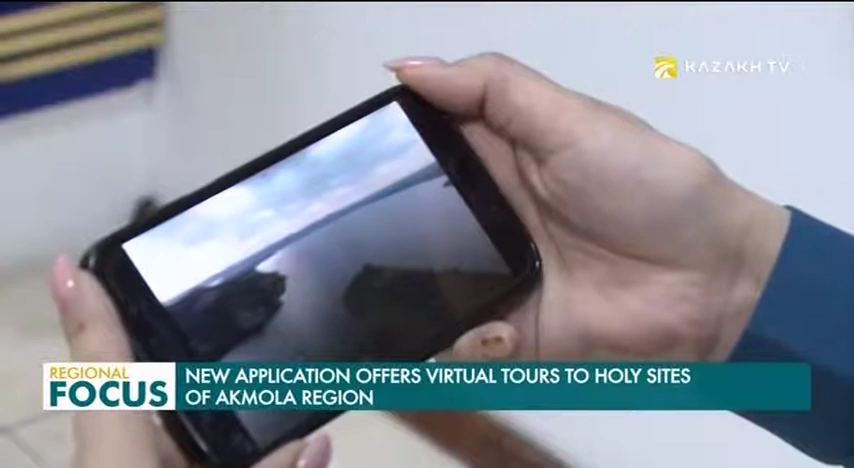 KAZAKH TV
REGIONAL
FOCUS
NEW APPLICATION OFFERS VIRTUAL TOURS TO HOLY SITES
OF AKMOLA REGION